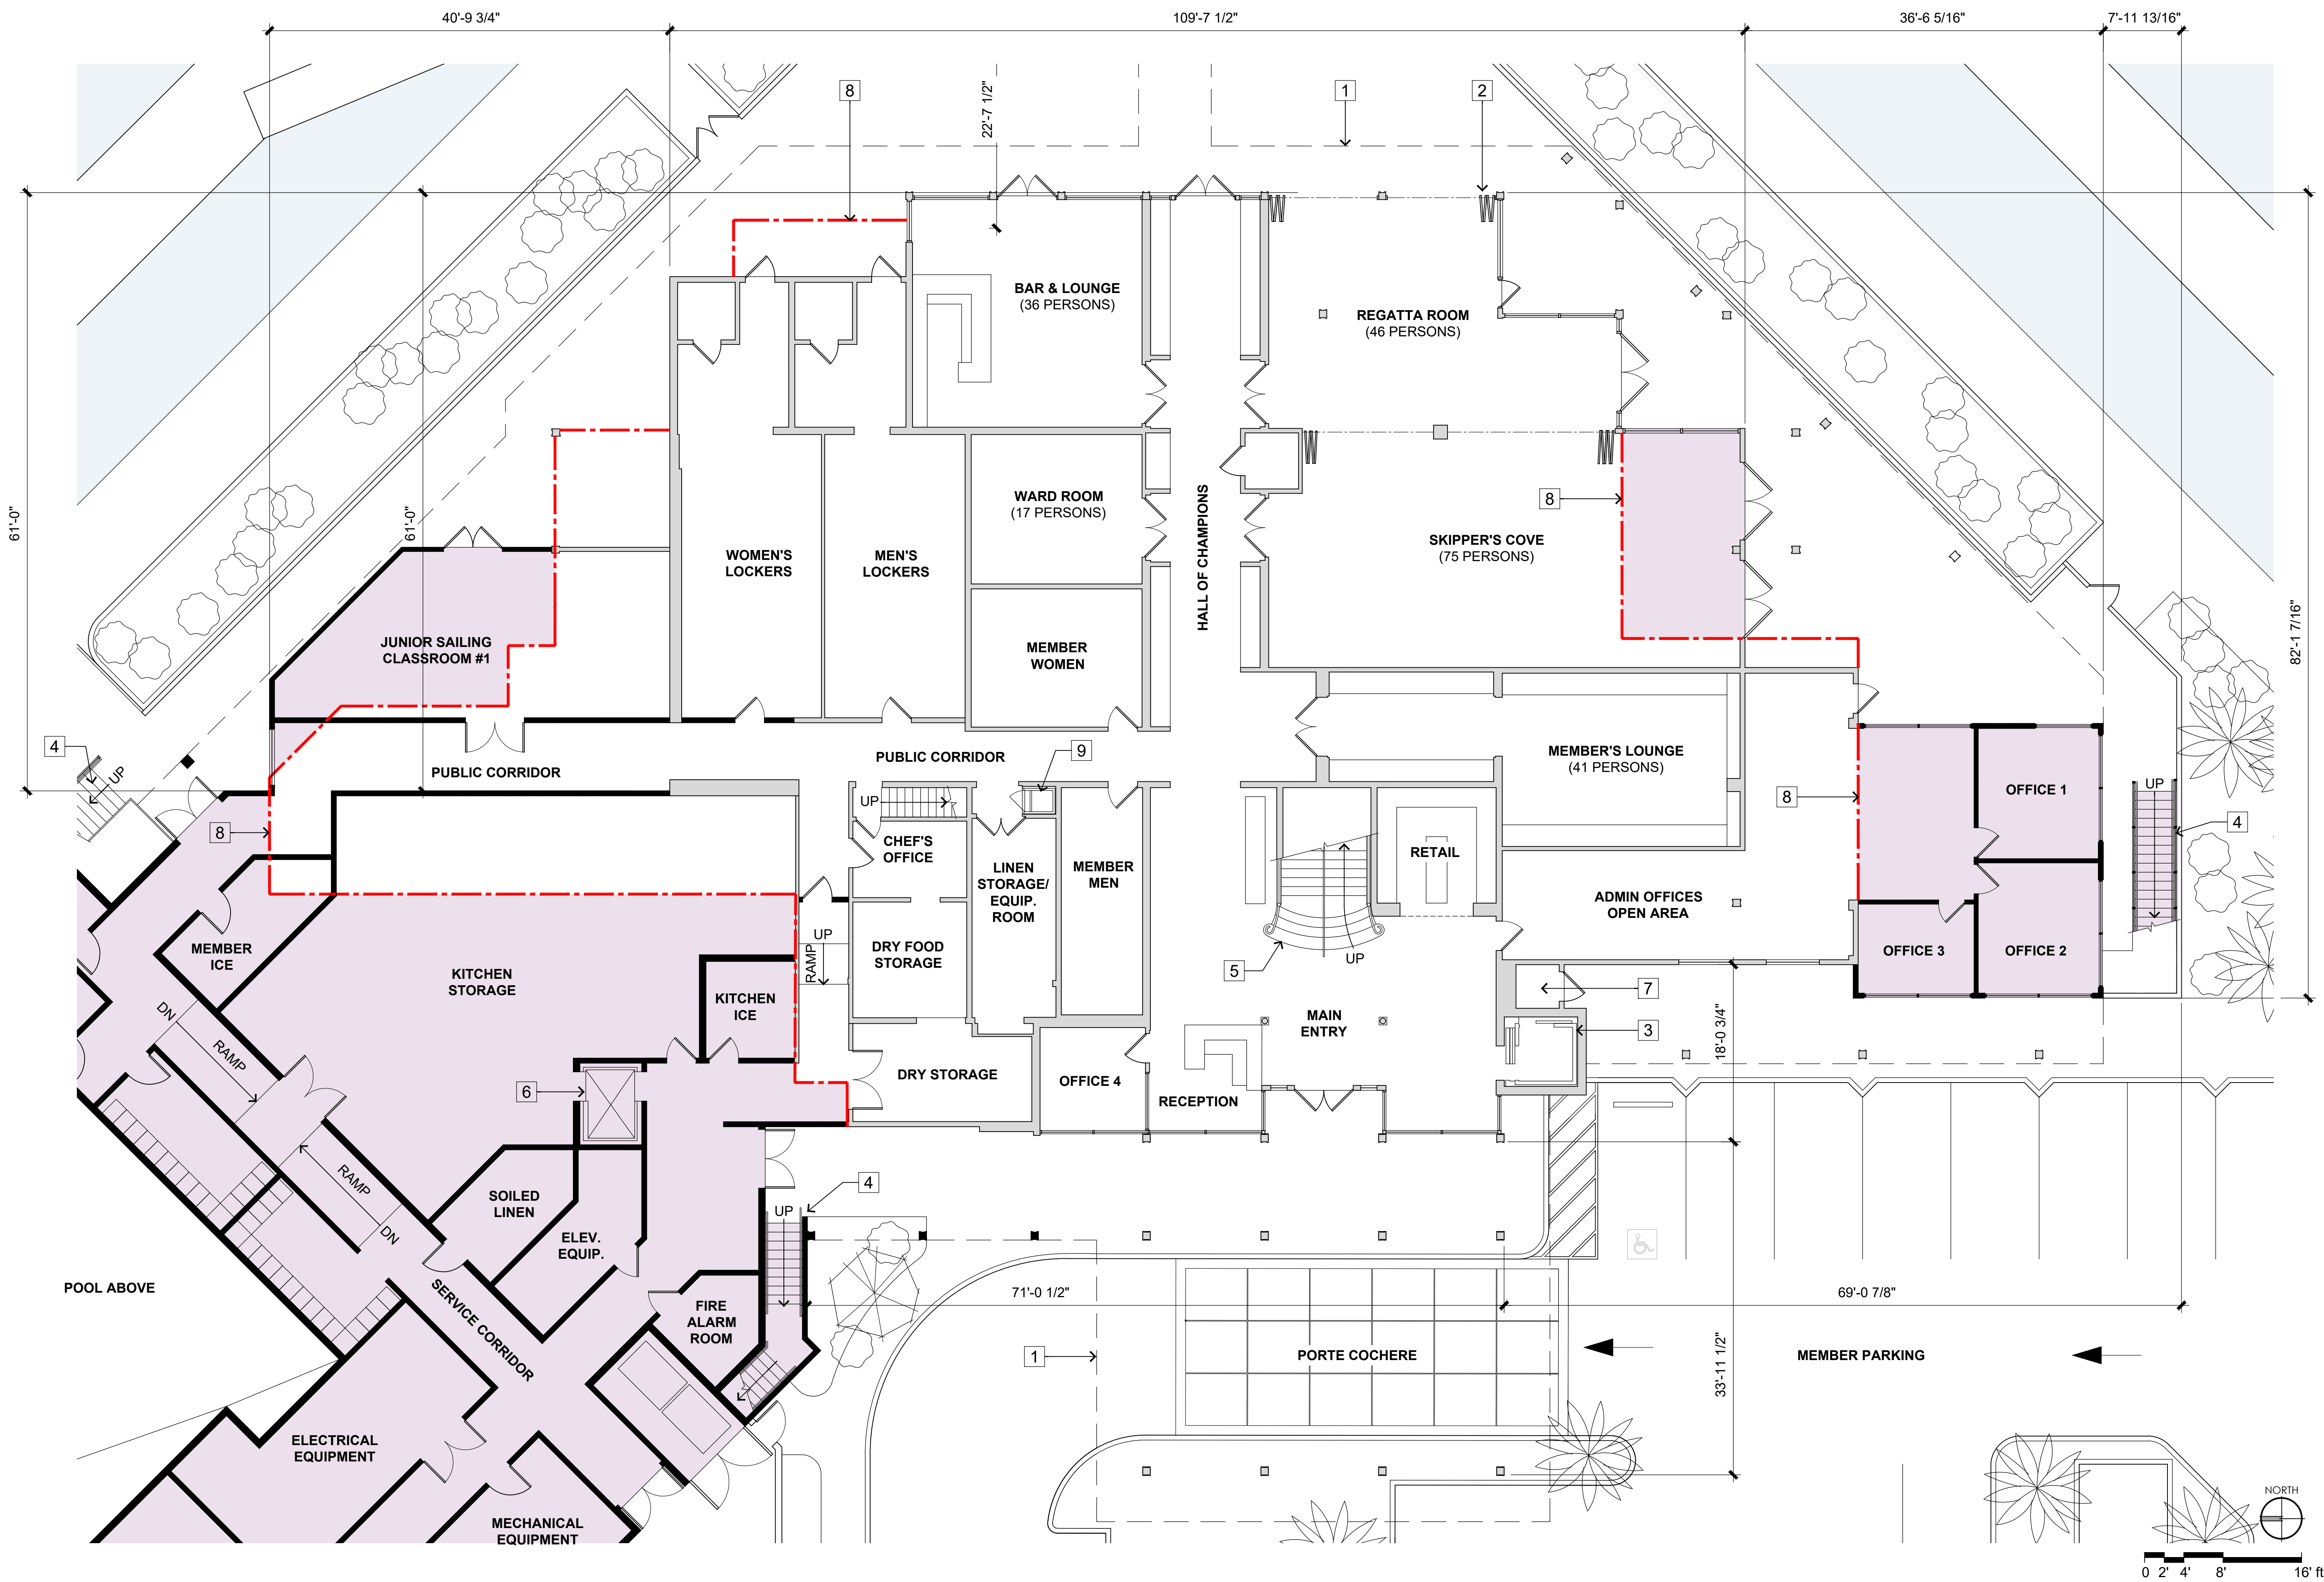 40'-9 3/4"
109'-7 1/2"
36'-6 5/16"
7'-11 13/16"
8
22'-7 1/2"
1
2
BAR & LOUNGE
(36 PERSONS)
REGATTA ROOM
(46 PERSONS)
61'-0"
61'-0"
WARD ROOM
(17 PERSONS)
HALL OF CHAMPIONS
8
SKIPPER'S COVE
(75 PERSONS)
WOMEN'S
LOCKERS
MEN'S
LOCKERS
82'-1 7/16"
JUNIOR SAILING
CLASSROOM #1
MEMBER
WOMEN
4
UP
PUBLIC CORRIDOR
PUBLIC CORRIDOR
9
MEMBER'S LOUNGE
(41 PERSONS)
8
OFFICE 1
UP
4
8
UP
CHEF'S
OFFICE
LINEN
STORAGE/
EQUIP.
ROOM
MEMBER
MEN
RETAIL
ADMIN OFFICES
OPEN AREA
MEMBER
ICE
KITCHEN
STORAGE
UP
RAMP
DRY FOOD
STORAGE
5
UP
OFFICE 3
OFFICE 2
KITCHEN
ICE
7
DN
RAMP
MAIN
ENTRY
3
18'-0 3/4"
6
DRY STORAGE
OFFICE 4
RECEPTION
RAMP
DN
SOILED
LINEN
4
UP
ELEV.
EQUIP.
POOL ABOVE
SERVICE CORRIDOR
FIRE
ALARM
ROOM
71'-0 1/2"
69'-0 7/8"
1
PORTE COCHERE
33'-11 1/2"
MEMBER PARKING
ELECTRICAL
EQUIPMENT
MECHANICAL
EQUIPMENT
NORTH
0 2' 4' 8' 16' ft